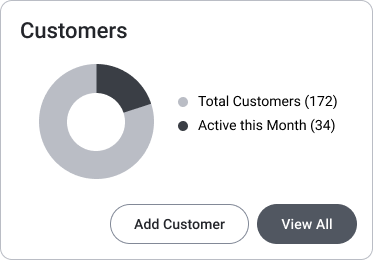 Customers
Total Customers (172)
Active this Month (34)
Add Customer
View All